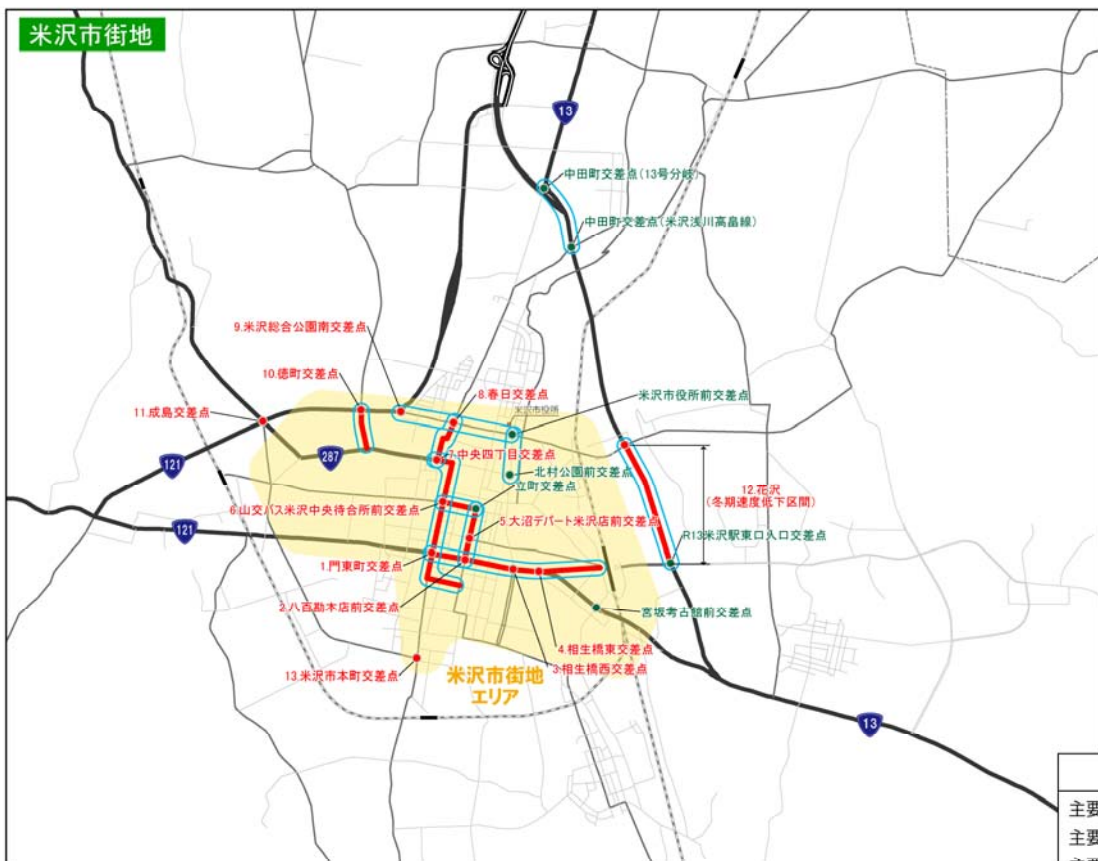 米沢市街地
13
中田町交差点(13号分岐)
中田町交差点(米沢浅川高畠線)
9.米沢総合公園南交差点
10.徳町交差点
8.春日交差点
米沢市役所前交差点
11.成島交差点
米沢市役所
7.中央四丁目交差点
287
121
北村公園前交差点
立町交差点
12.花沢
(冬期速度低下区間)
6.山交バス米沢中央待合所前交差点
5.大沼デパート米沢店前交差点
121
R13米沢駅東口入口交差点
1.門東町交差点
2.八百勘本店前交差点
宮坂考古館前交差点
4.相生橋東交差点
3.相生橋西交差点
13.米沢市本町交差点
米沢市街地
エリア
13
主要
主要